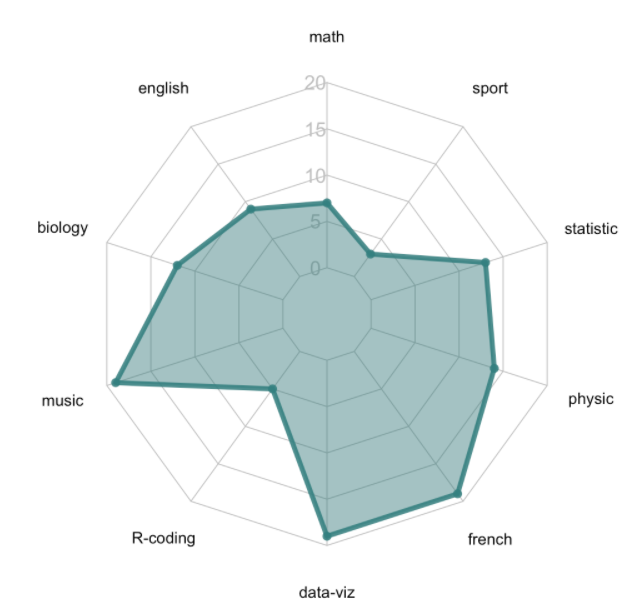 math
20
english
sport
15
10
biology
5
statistic
0
music
physic
R-coding
french
data-viz